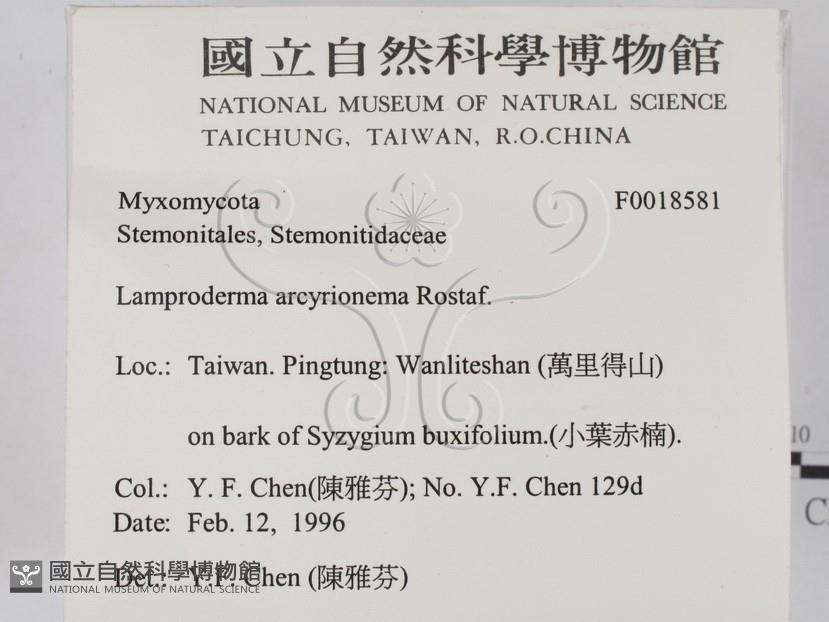 國立自然科學博物館
NATIONAL MUSEUM OF NATURAL SCIENCE
TAICHUNG, TAIWAN, R.O.CHINA
Myxomycota F0018581
Stemonitales, Stemonitidaceae
Lamproderma arcyrionema Rostaf.
Loc.: Taiwan. Pingtung: Wanliteshan (萬里得山)
on bark of Syzygium buxifolium.(小葉赤楠).
Col.: Y. F. Chen(陳雅芬); No. Y.F. Chen 129d
Date: Feb. 12, 1996
Det.: Y.F. Chen (陳雅芬)
國立自然科學博物館
NATIONAL MUSEUM OF NATURAL SCIENCE
10
C